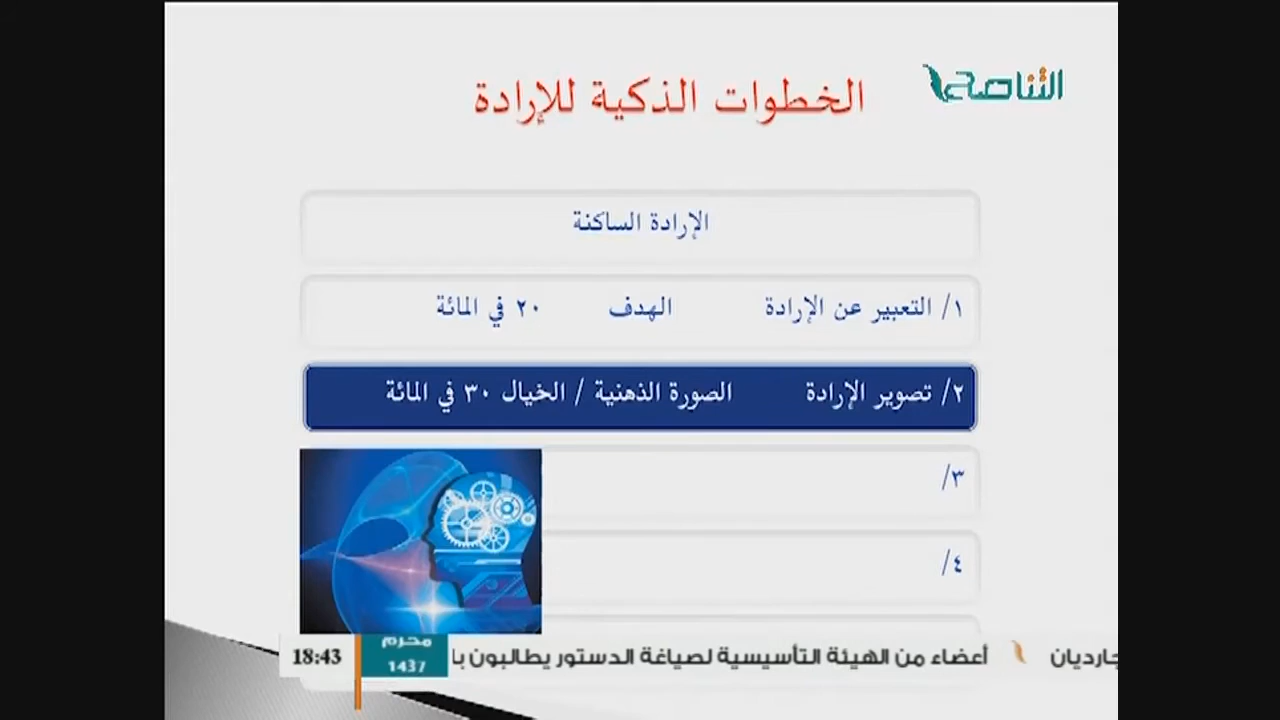 التناصح
الخطوات الذكية للإرادة
الإرادة الساكنة
١/ التعبير عن الإرادة الهدف ٢٠ في المائة
٢/ تصوير الإرادة الصورة الذهنية / الخيال ٣٠ في المائة
٣/
٤/
جارديان أعضاء من الهيئة التأسيسية لصياغة الدستور يطالبون با
محرم
1437
18:43